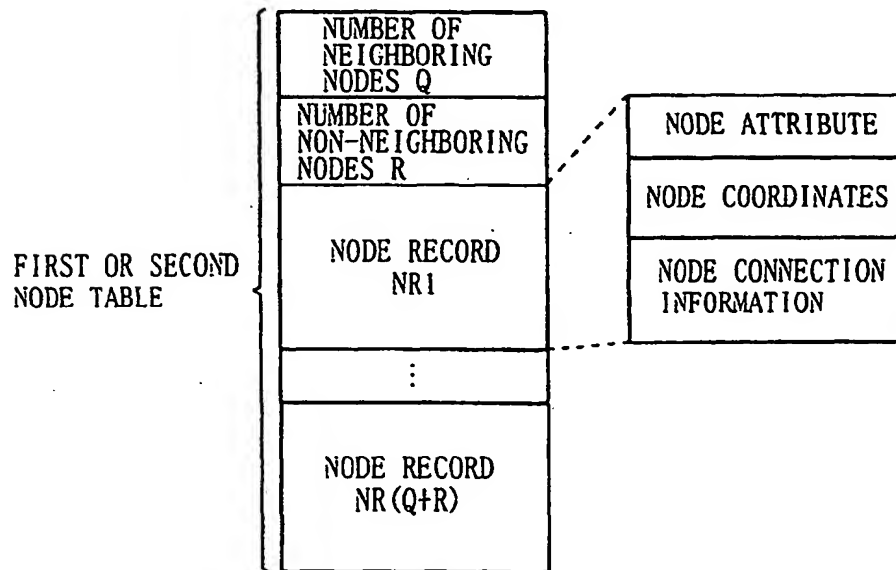 NUMBER OF
NEIGHBORING
NODES Q
NUMBER OF
NON-NEIGHBORING
NODES R
NODE RECORD
NR1
⋮
NODE RECORD
NR(Q+R)
FIRST OR SECOND
NODE TABLE
NODE ATTRIBUTE
NODE COORDINATES
NODE CONNECTION
INFORMATION